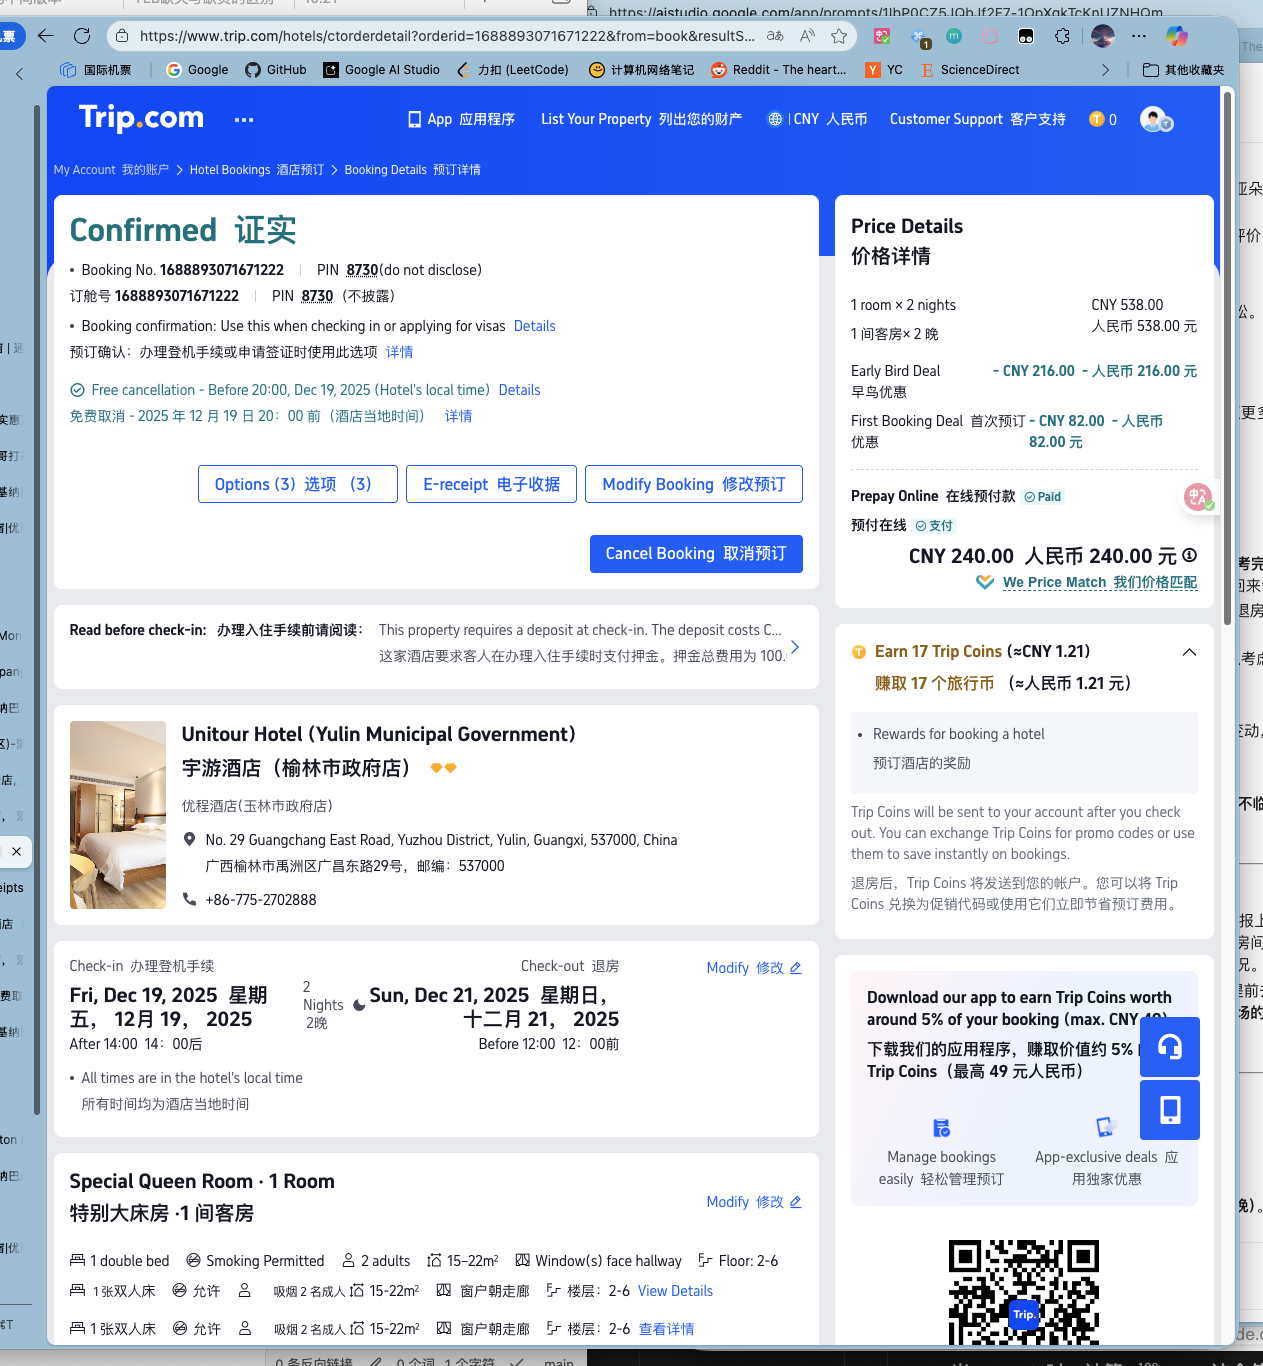 https://www.trip.com/hotels/ctorderdetail?orderid=1688893071671222&from=book&resultS...
国际机票
Google
GitHub
Google AI Studio
力扣 (LeetCode)
计算机网络笔记
Reddit - The heart...
YC
ScienceDirect
其他收藏夹
Trip.com
App 应用程序
List Your Property 列出您的财产
CNY 人民币
Customer Support 客户支持
0
My Account 我的账户 > Hotel Bookings 酒店预订 > Booking Details 预订详情
Confirmed 证实
• Booking No. 1688893071671222 | PIN 8730(do not disclose)
订舱号 1688893071671222 | PIN 8730（不披露）
• Booking confirmation: Use this when checking in or applying for visas Details
预订确认：办理登机手续或申请签证时使用此选项 详情
Free cancellation - Before 20:00, Dec 19, 2025 (Hotel's local time) Details
免费取消 - 2025 年 12 月 19 日 20：00 前（酒店当地时间） 详情
Options (3) 选项 （3）
E-receipt 电子收据
Modify Booking 修改预订
Cancel Booking 取消预订
Read before check-in: 办理入住手续前请阅读：
This property requires a deposit at check-in. The deposit costs C...
这家酒店要求客人在办理入住手续时支付押金。押金总费用为 100.
Unitour Hotel (Yulin Municipal Government)
宇游酒店（榆林市政府店）
优程酒店(玉林市政府店)
No. 29 Guangchang East Road, Yuzhou District, Yulin, Guangxi, 537000, China
广西榆林市禹洲区广昌东路29号，邮编：537000
+86-775-2702888
Check-in 办理登机手续
Fri, Dec 19, 2025 星期五， 12月 19， 2025
After 14:00 14：00后
2 Nights 2晚
Check-out 退房
Sun, Dec 21, 2025 星期日，十二月 21， 2025
Before 12:00 12：00前
Modify 修改
• All times are in the hotel's local time
所有时间均为酒店当地时间
Special Queen Room · 1 Room
特别大床房 ·1 间客房
Modify 修改
1 double bed Smoking Permitted 2 adults 15–22m² Window(s) face hallway Floor: 2-6
1 张双人床 允许 吸烟 2 名成人 15-22m² 窗户朝走廊 楼层：2-6 View Details
1 张双人床 允许 吸烟 2 名成人 15-22m² 窗户朝走廊 楼层：2-6 查看详情
Price Details
价格详情
1 room × 2 nights
1 间客房× 2 晚
CNY 538.00
人民币 538.00 元
Early Bird Deal
早鸟优惠
- CNY 216.00 - 人民币 216.00 元
First Booking Deal 首次预订优惠
- CNY 82.00 - 人民币 82.00 元
Prepay Online 在线预付款 Paid
预付在线 支付
CNY 240.00 人民币 240.00 元
We Price Match 我们价格匹配
Earn 17 Trip Coins (≈CNY 1.21)
赚取 17 个旅行币 （≈人民币 1.21 元）
• Rewards for booking a hotel
预订酒店的奖励
Trip Coins will be sent to your account after you check
out. You can exchange Trip Coins for promo codes or use
them to save instantly on bookings.
退房后，Trip Coins 将发送到您的帐户。您可以将 Trip
Coins 兑换为促销代码或使用它们立即节省预订费用。
Download our app to earn Trip Coins worth
around 5% of your booking (max. CNY 49)
下载我们的应用程序，赚取价值约 5%
Trip Coins（最高 49 元人民币）
Manage bookings
easily 轻松管理预订
App-exclusive deals 应
用独家优惠
Trip.